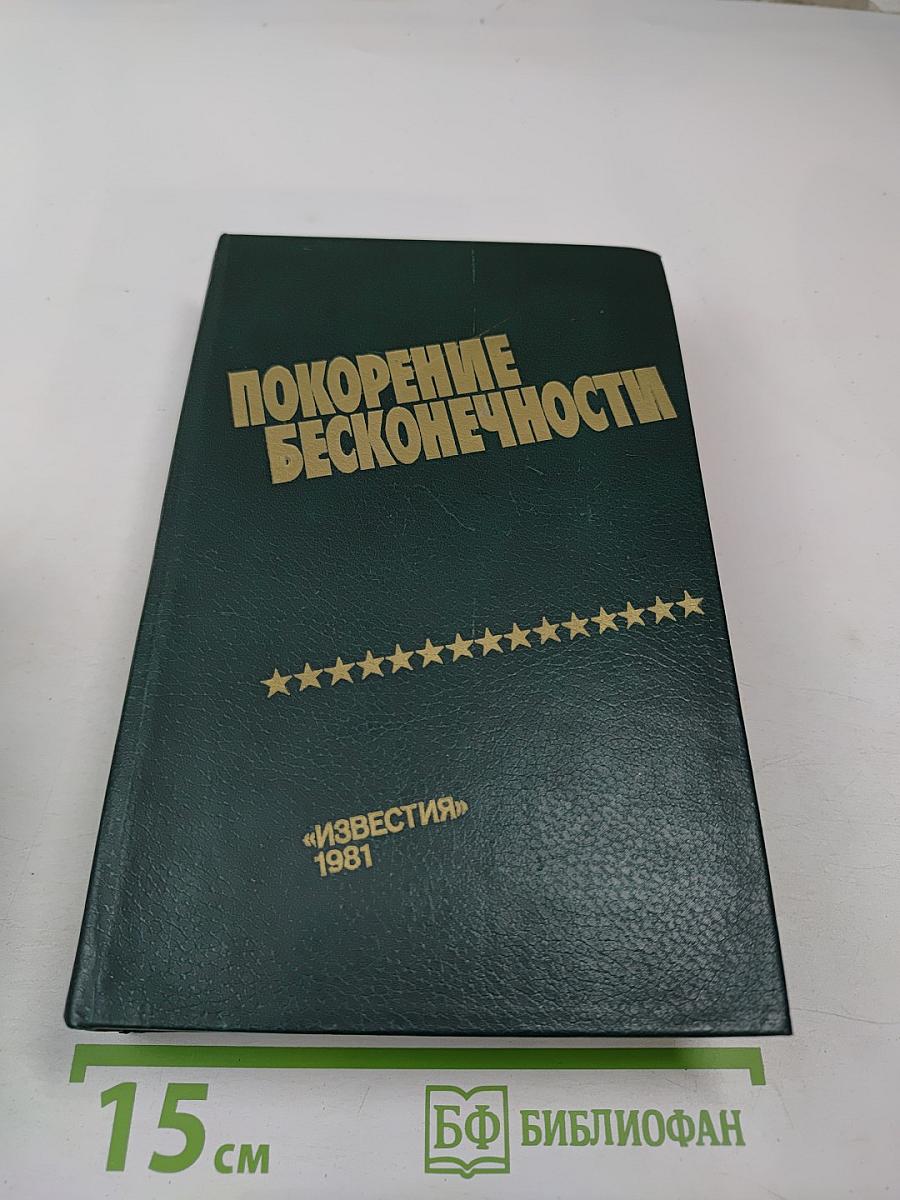 ПОКОРЕНИЕ
БЕСКОНЕЧНОСТИ
«ИЗВЕСТИЯ»
1981
15 см
БФ БИБЛИОФАН